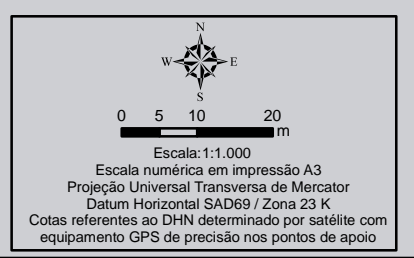 N
W E
S
0 5 10 20
m
Escala:1:1.000
Escala numérica em impressão A3
Projeção Universal Transversa de Mercator
Datum Horizontal SAD69 / Zona 23 K
Cotas referentes ao DHN determinado por satélite com
equipamento GPS de precisão nos pontos de apoio